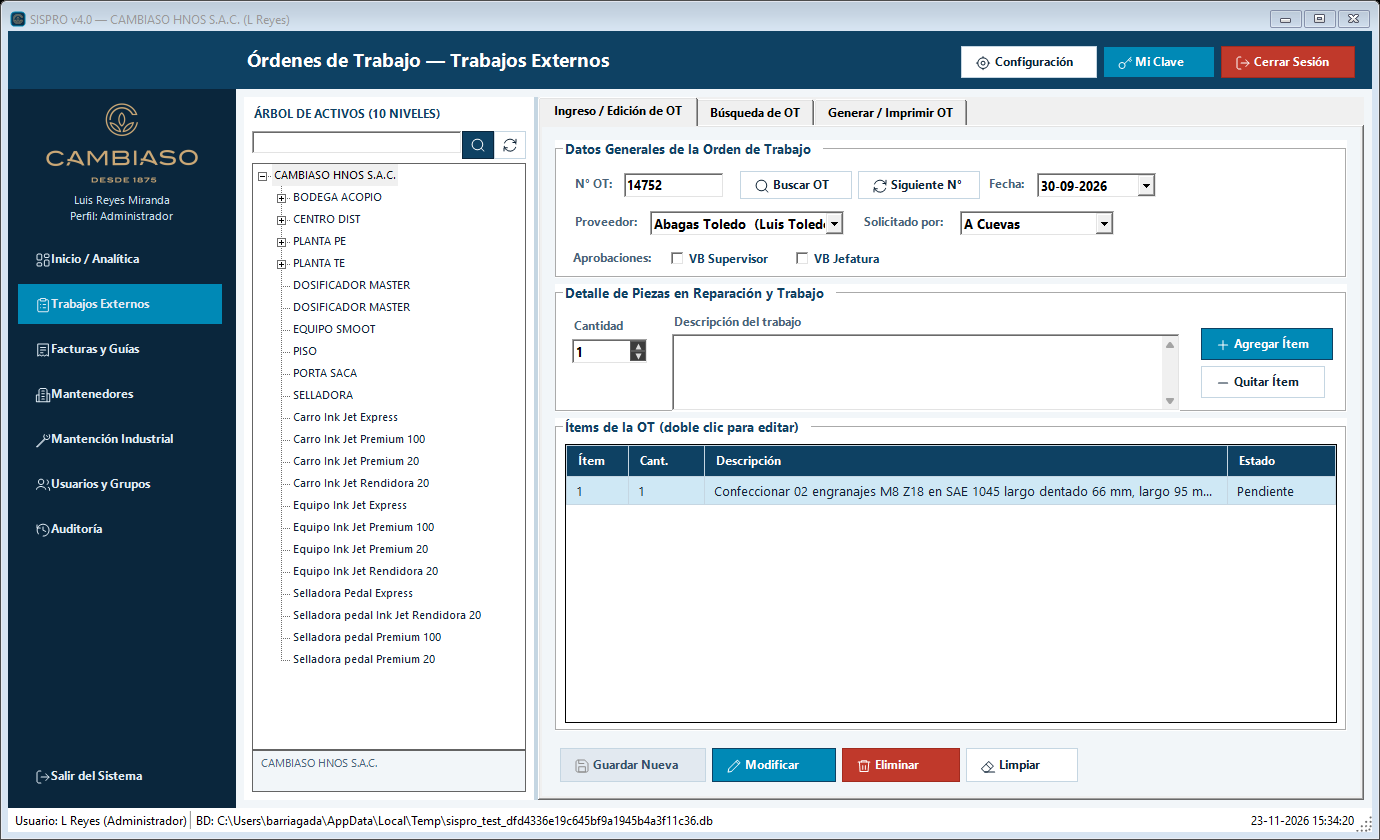 SISPRO v4.0 — CAMBIASO HNOS S.A.C. (L Reyes)
Órdenes de Trabajo — Trabajos Externos
Configuración
Mi Clave
Cerrar Sesión
CAMBIASO
DESDE 1875
Luis Reyes Miranda
Perfil: Administrador
Inicio / Analítica
Trabajos Externos
Facturas y Guías
Mantenedores
Mantención Industrial
Usuarios y Grupos
Auditoría
Salir del Sistema
ÁRBOL DE ACTIVOS (10 NIVELES)
CAMBIASO HNOS S.A.C.
BODEGA ACOPIO
CENTRO DIST
PLANTA PE
PLANTA TE
DOSIFICADOR MASTER
DOSIFICADOR MASTER
EQUIPO SMOOT
PISO
PORTA SACA
SELLADORA
Carro Ink Jet Express
Carro Ink Jet Premium 100
Carro Ink Jet Premium 20
Carro Ink Jet Rendidora 20
Equipo Ink Jet Express
Equipo Ink Jet Premium 100
Equipo Ink Jet Premium 20
Equipo Ink Jet Rendidora 20
Selladora Pedal Express
Selladora pedal Ink Jet Rendidora 20
Selladora pedal Premium 100
Selladora pedal Premium 20
CAMBIASO HNOS S.A.C.
Ingreso / Edición de OT
Búsqueda de OT
Generar / Imprimir OT
Datos Generales de la Orden de Trabajo
N° OT: 14752 Buscar OT Siguiente N° Fecha: 30-09-2026
Proveedor: Abagas Toledo (Luis Toled Solicitado por: A Cuevas
Aprobaciones: VB Supervisor VB Jefatura
Detalle de Piezas en Reparación y Trabajo
Cantidad
Descripción del trabajo
1
Agregar Ítem
Quitar Ítem
Ítems de la OT (doble clic para editar)
Ítem Cant. Descripción Estado
1 1 Confeccionar 02 engranajes M8 Z18 en SAE 1045 largo dentado 66 mm, largo 95 m... Pendiente
Guardar Nueva
Modificar
Eliminar
Limpiar
Usuario: L Reyes (Administrador)
BD: C:\Users\barriagada\AppData\Local\Temp\sispro_test_dfd4336e19c645bf9a1945b4a3f11c36.db
23-11-2026 15:34:20